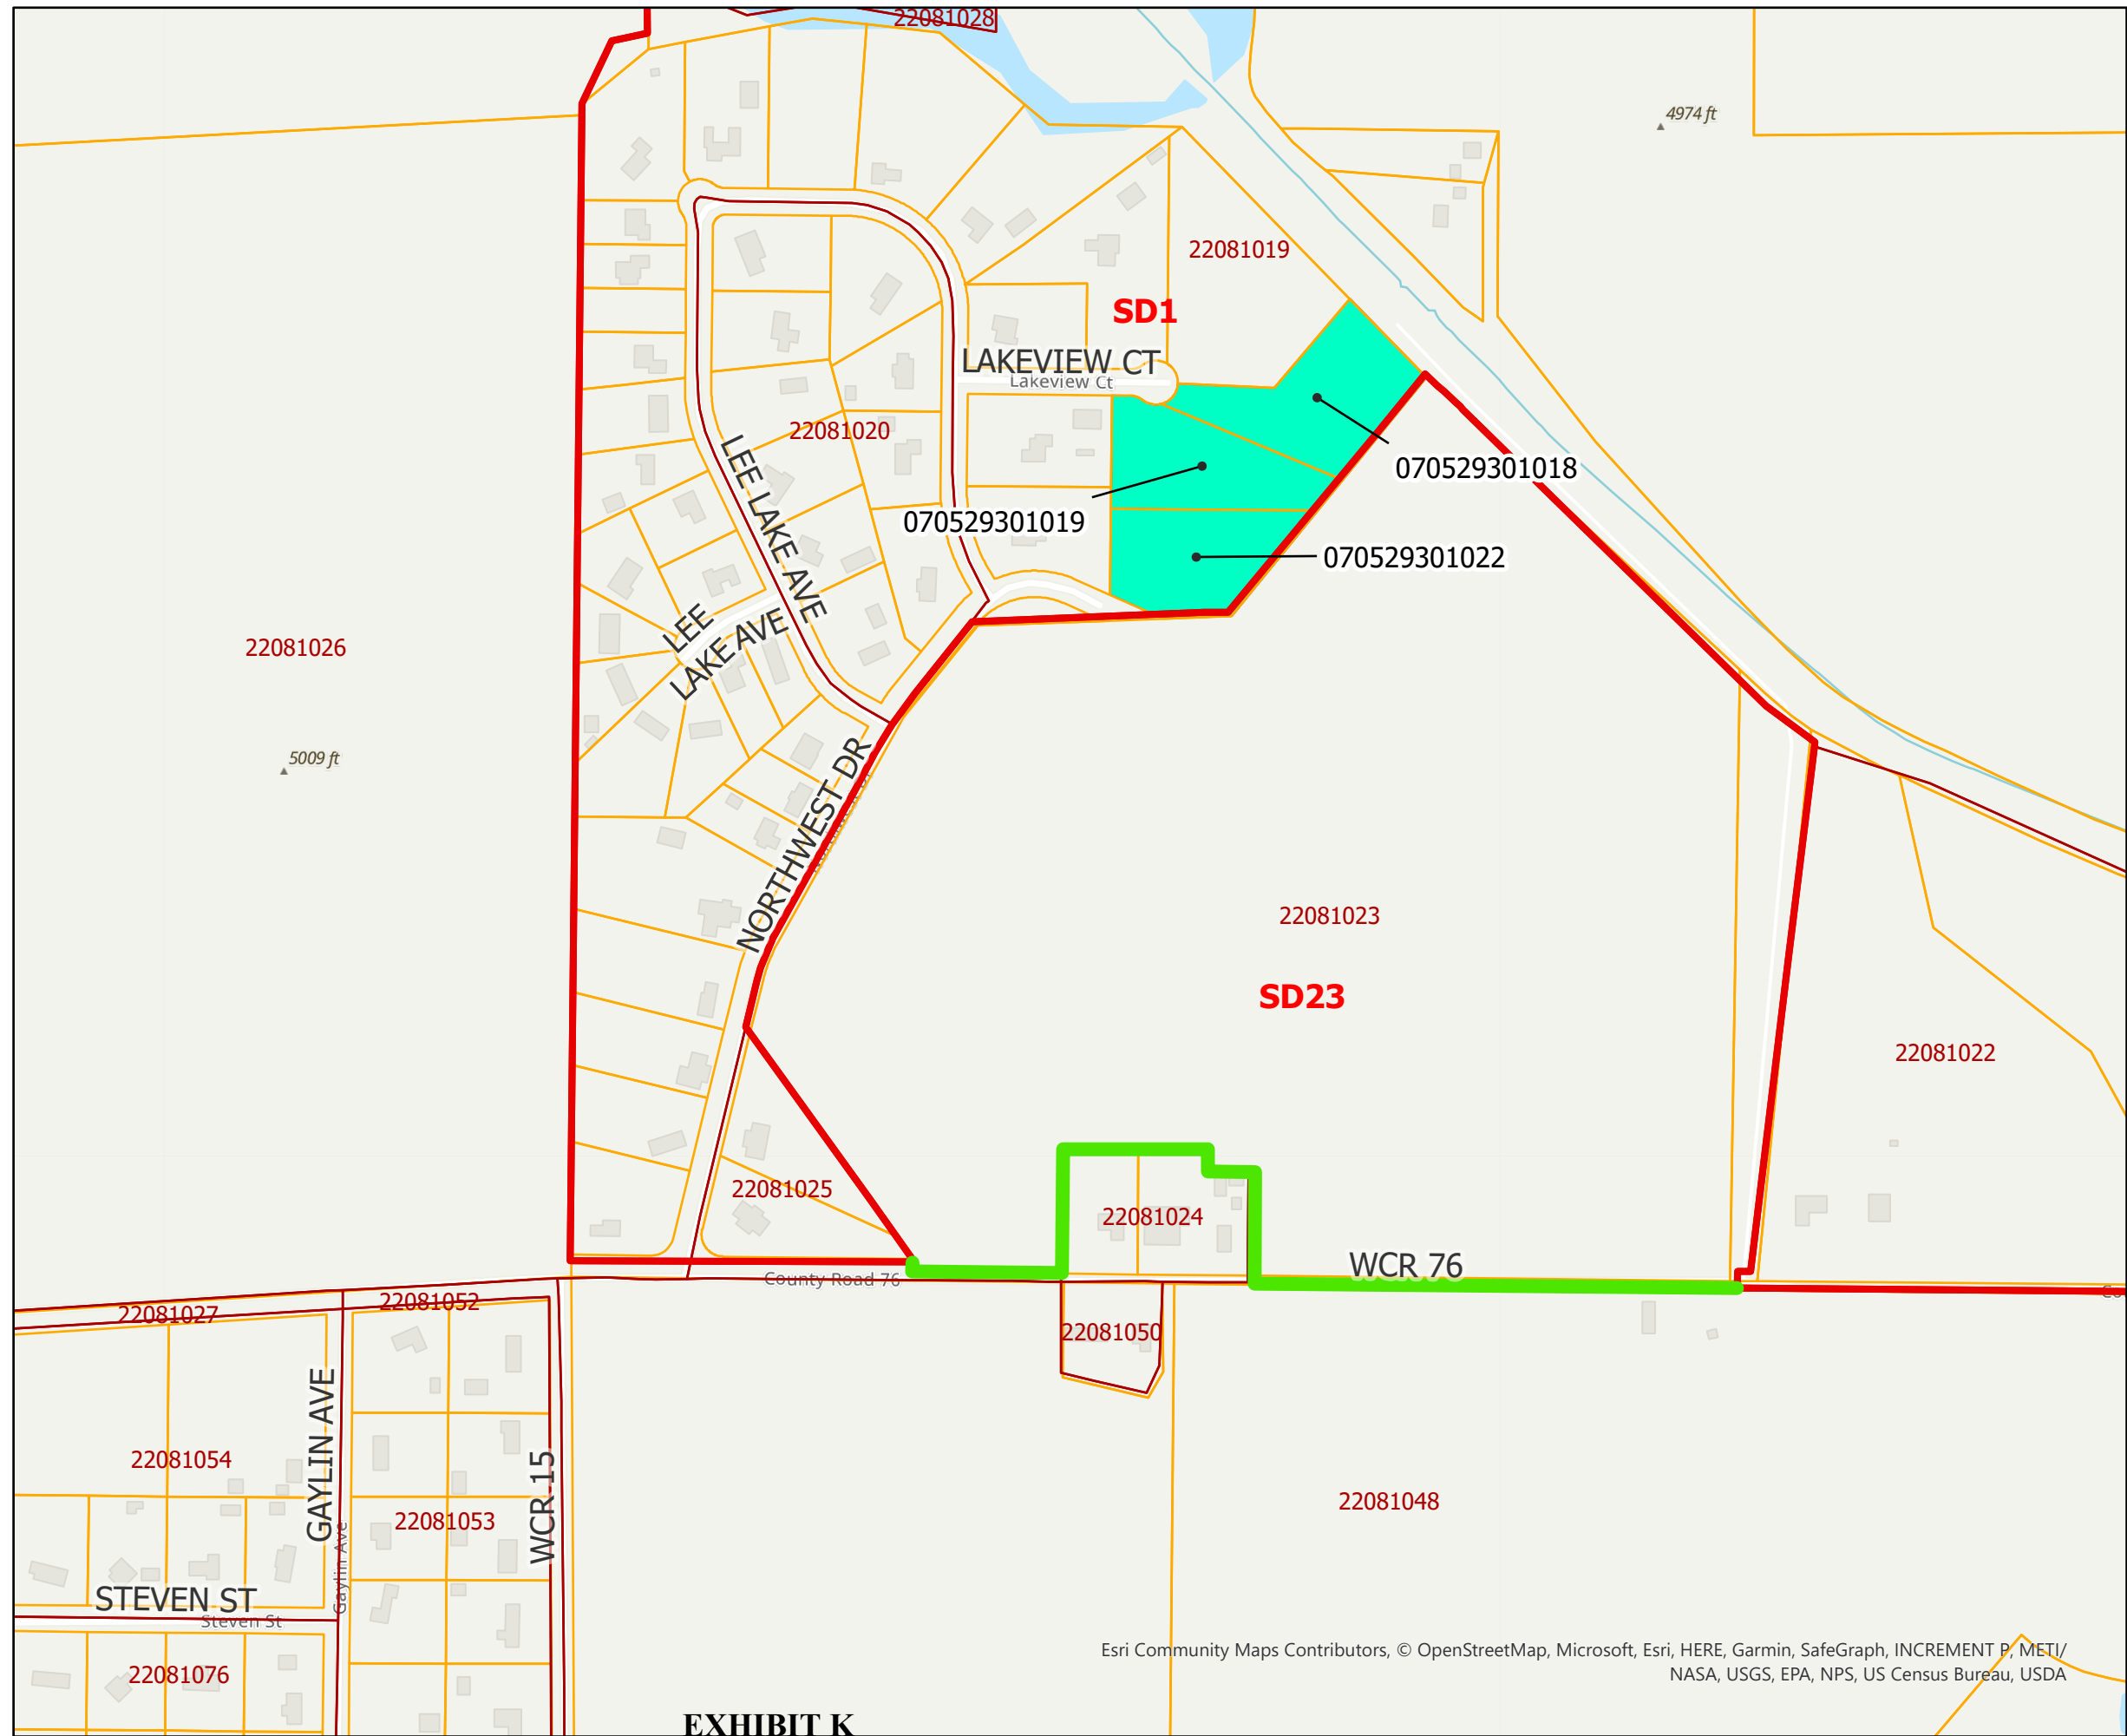 22081028
4974 ft
22081019
SD1
LAKEVIEW CT
Lakeview Ct
22081020
070529301018
LEE LAKE AVE
070529301019
070529301022
LEE
LAKE AVE
22081026
5009 ft
NORTHWEST DR
22081023
SD23
22081022
22081025
22081024
WCR 76
County Road 76
Co
22081027
22081052
22081050
GAYLIN AVE
Gaylin Ave
WCR 15
22081054
22081053
22081048
STEVEN ST
Steven St
22081076
Esri Community Maps Contributors, © OpenStreetMap, Microsoft, Esri, HERE, Garmin, SafeGraph, INCREMENT P, METI/
NASA, USGS, EPA, NPS, US Census Bureau, USDA
EXHIBIT K